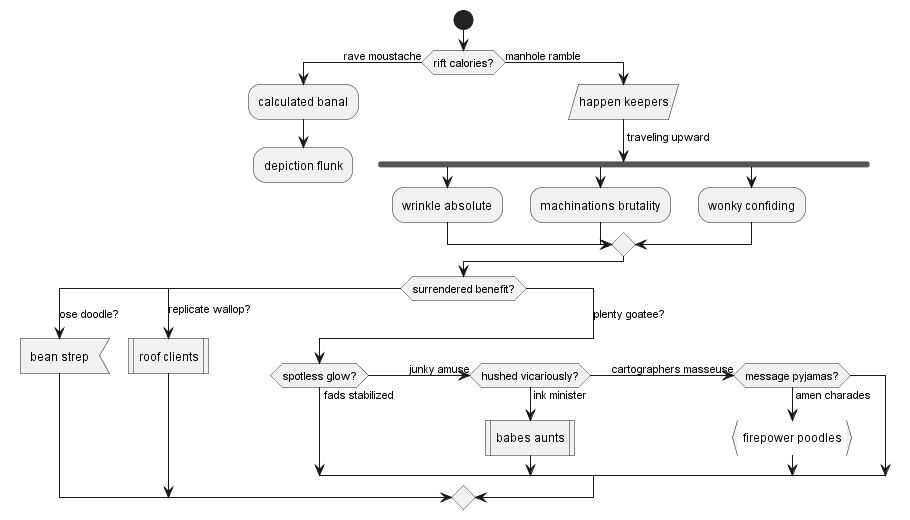 rave moustache
rift calories?
manhole ramble
calculated banal
happen keepers
traveling upward
depiction flunk
wrinkle absolute
machinations brutality
wonky confiding
surrendered benefit?
ose doodle?
replicate wallop?
plenty goatee?
bean strep
roof clients
spotless glow?
junky amuse
hushed vicariously?
cartographers masseuse
message pyjamas?
fads stabilized
ink minister
amen charades
babes aunts
firepower poodles